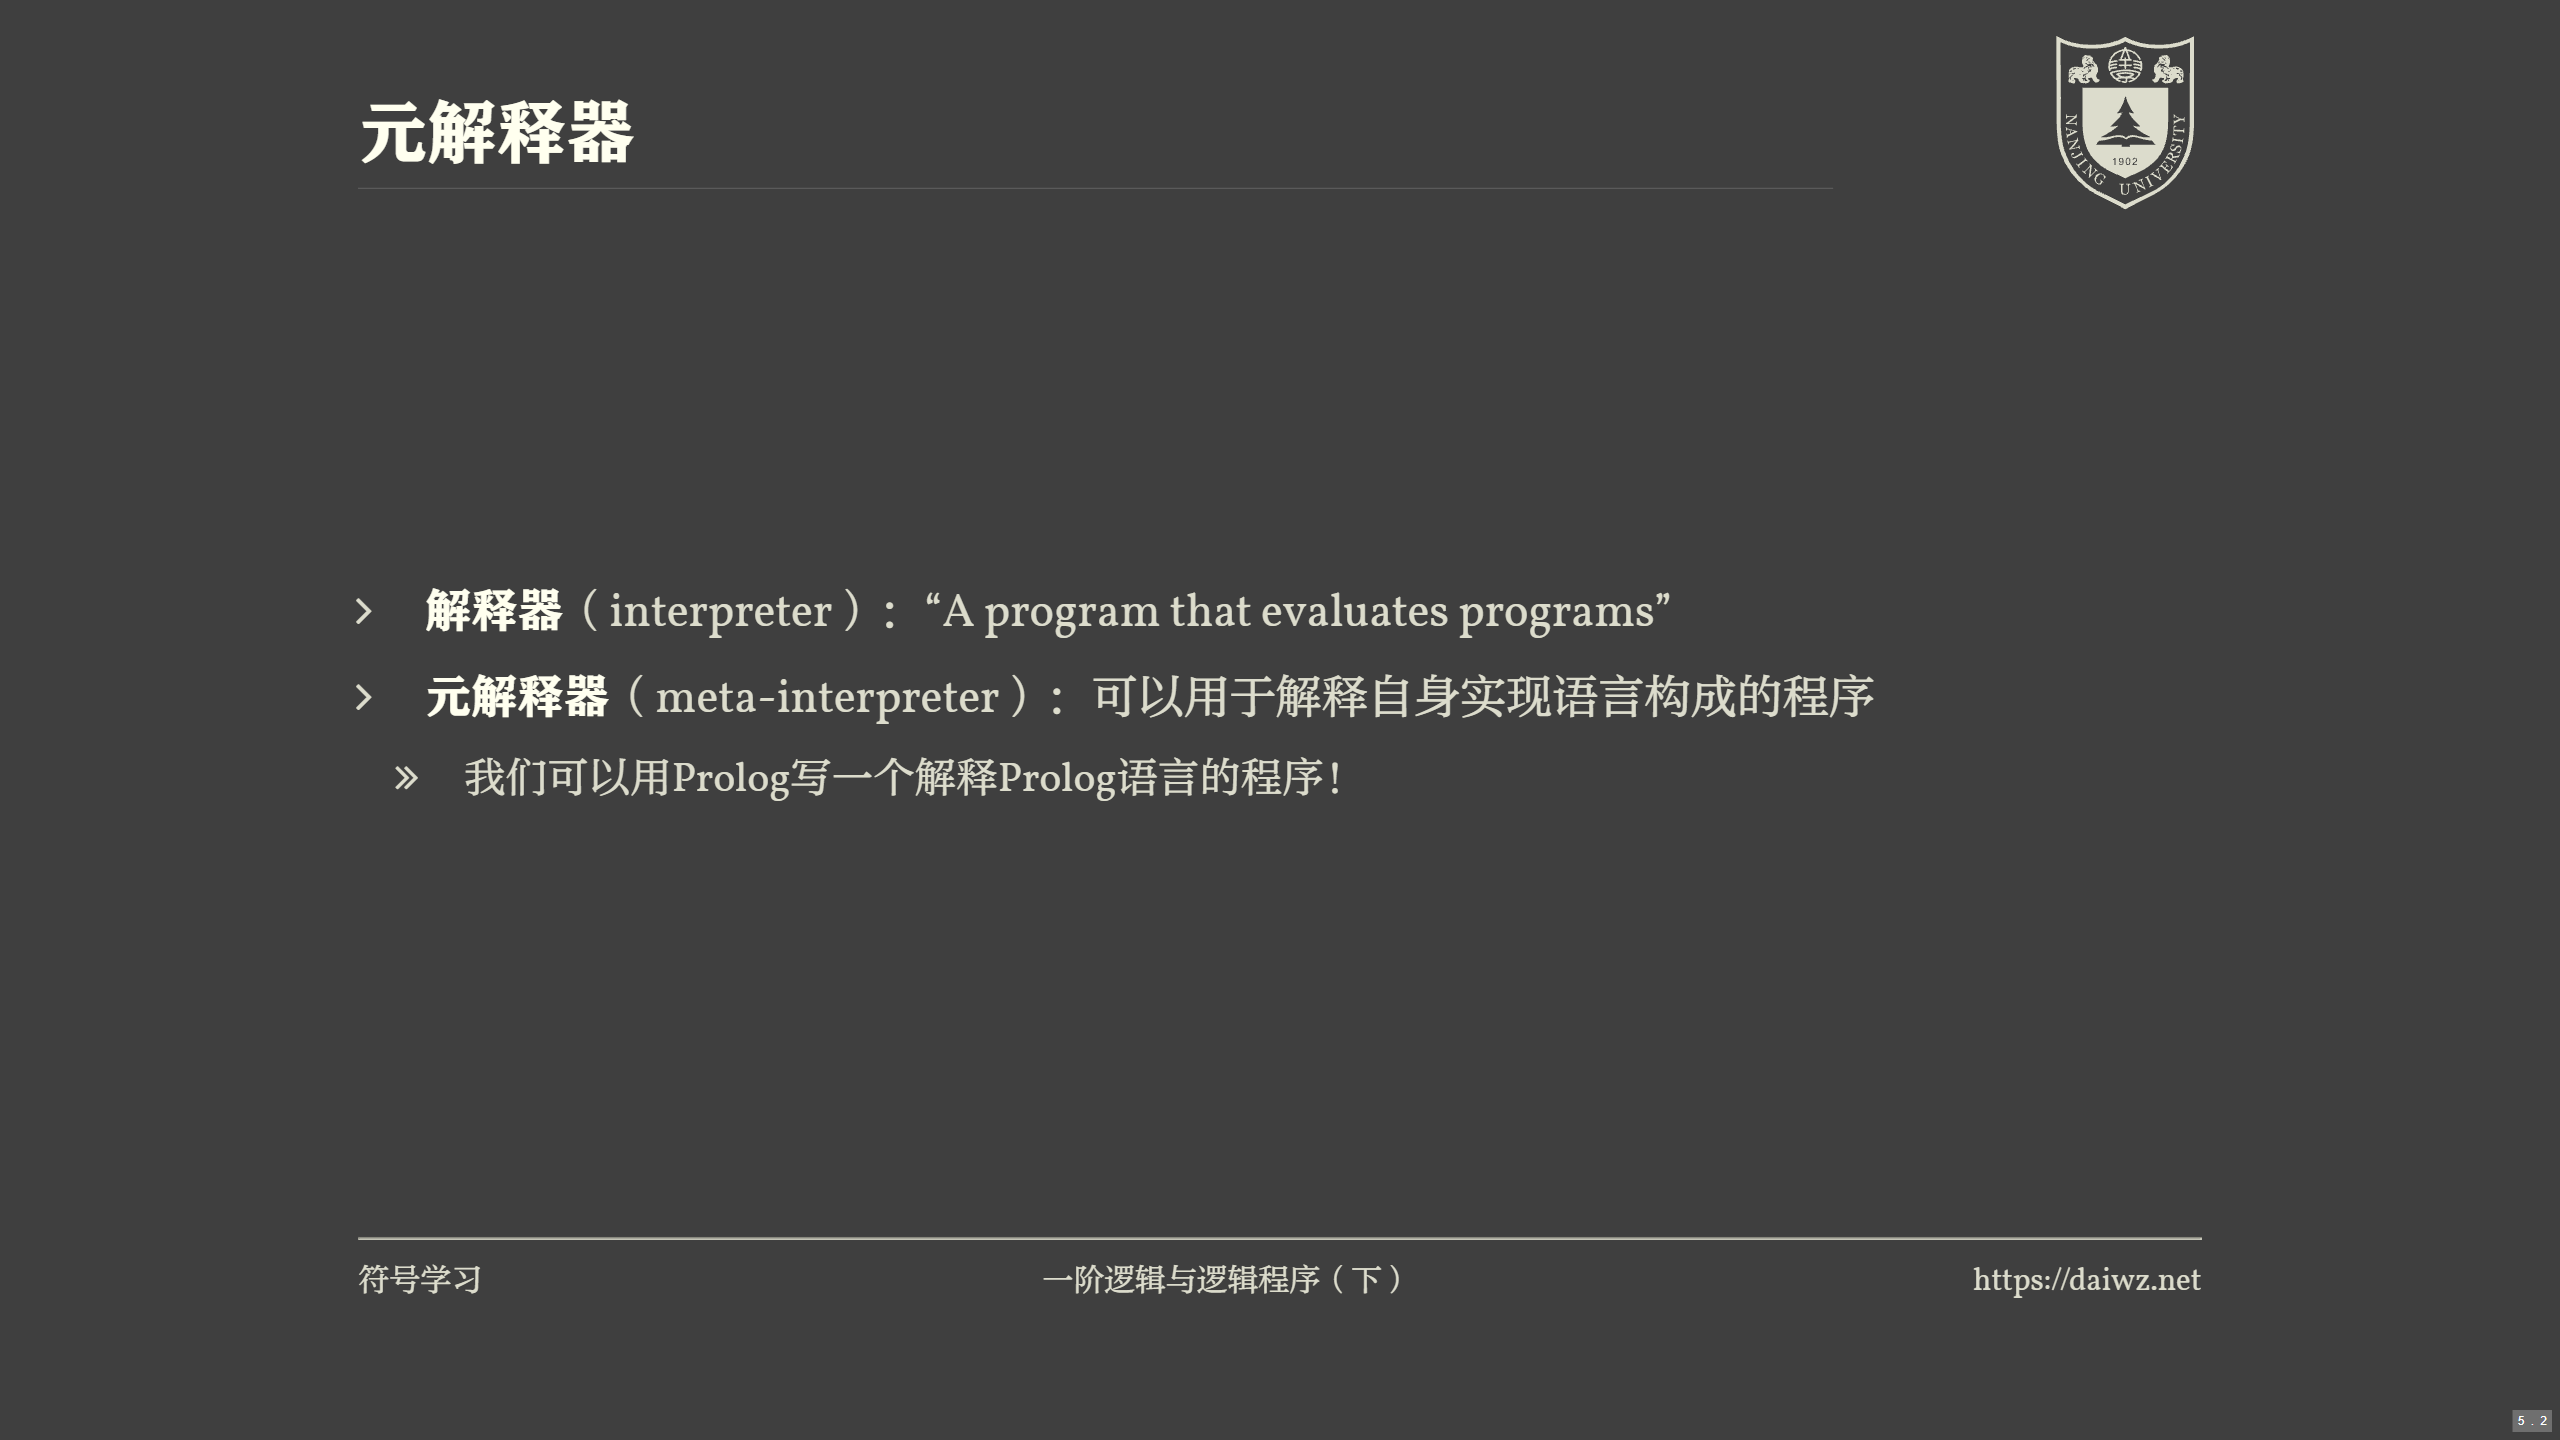 元解释器
NANJING UNIVERSITY
1902
解释器（interpreter）：“A program that evaluates programs”
元解释器（meta-interpreter）：可以用于解释自身实现语言构成的程序
我们可以用Prolog写一个解释Prolog语言的程序！
符号学习
一阶逻辑与逻辑程序（下）
https://daiwz.net
5 . 2